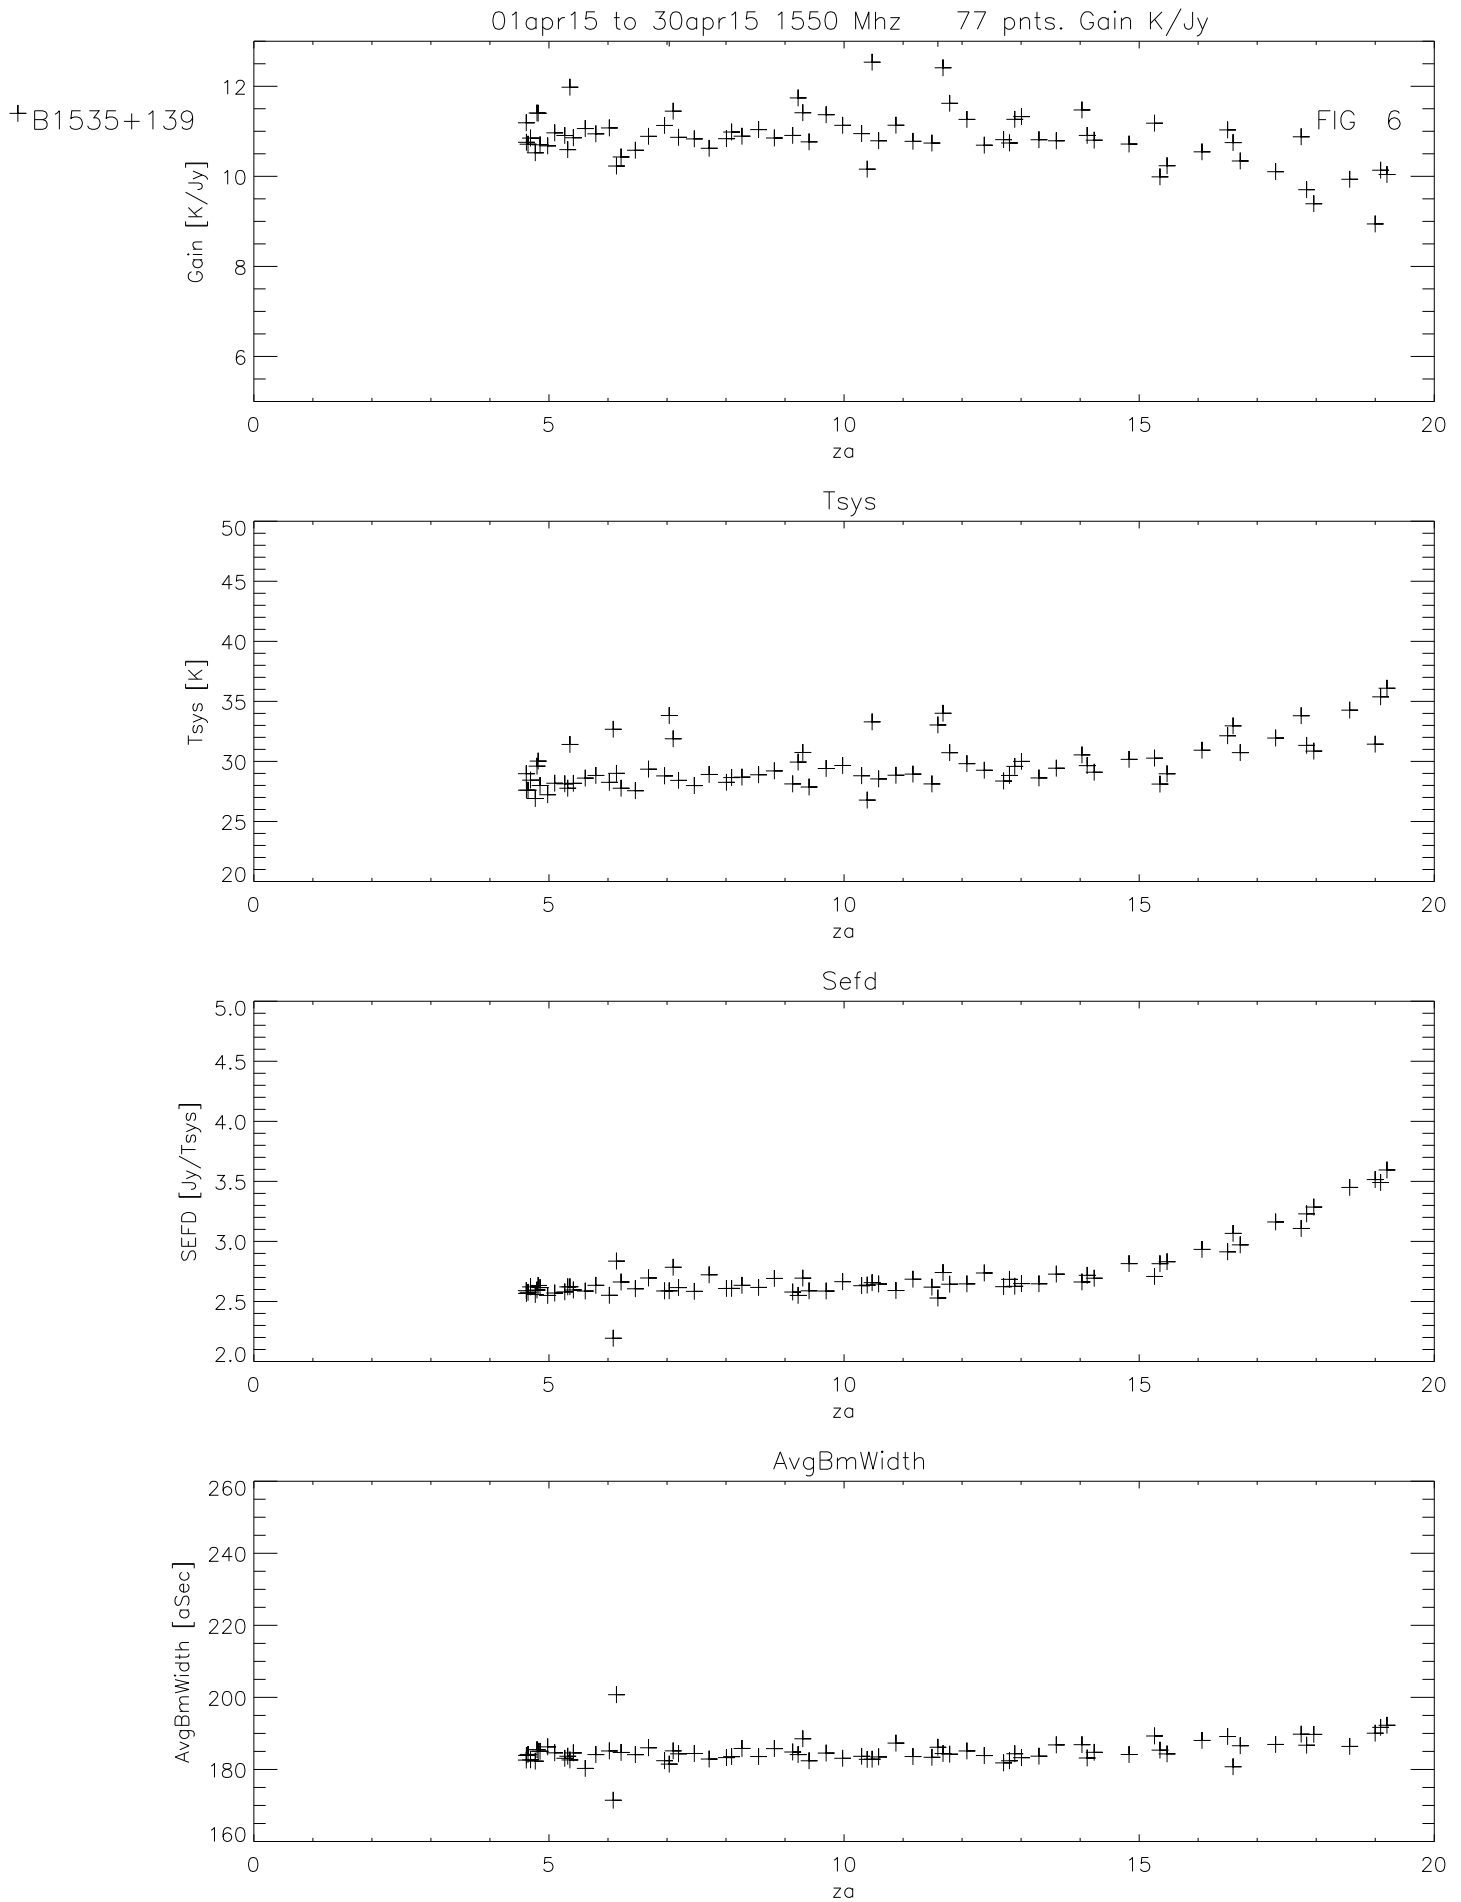 01apr15 to 30apr15 1550 Mhz 77 pnts. Gain K/Jy
+B1535+139
FIG 6
Gain [K/Jy]
12
10
8
6
0 5 10 15 20
za
Tsys
Tsys [K]
50
45
40
35
30
25
20
0 5 10 15 20
za
Sefd
SEFD [Jy/Tsys]
5.0
4.5
4.0
3.5
3.0
2.5
2.0
0 5 10 15 20
za
AvgBmWidth
AvgBmWidth [aSec]
260
240
220
200
180
160
0 5 10 15 20
za